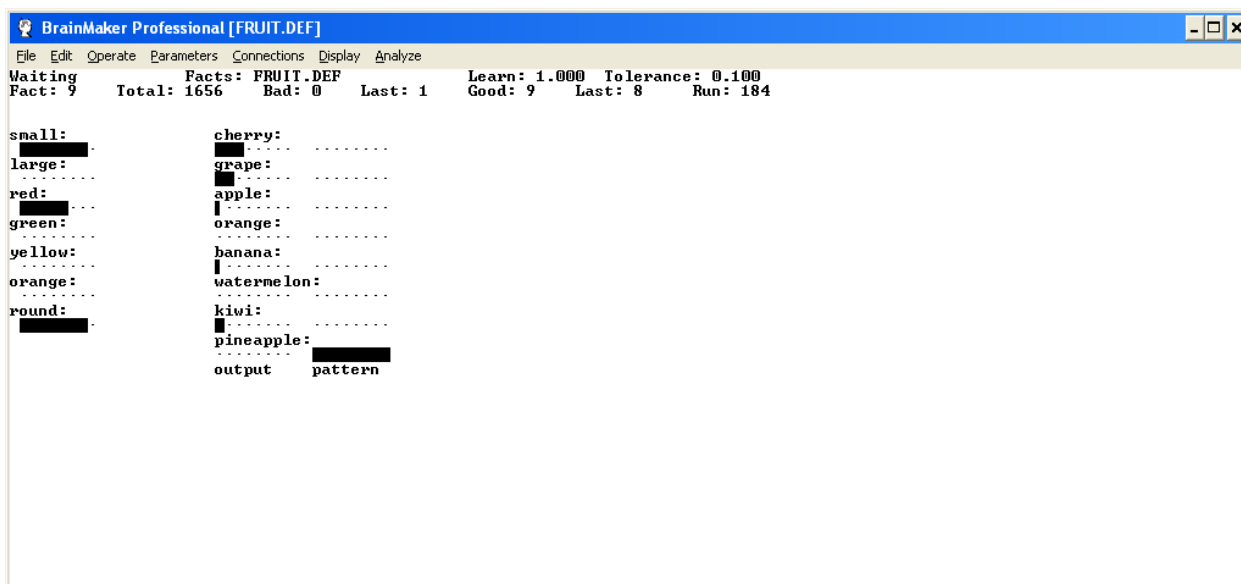 BrainMaker Professional [FRUIT.DEF]
File Edit Operate Parameters Connections Display Analyze
Waiting Facts: FRUIT.DEF Learn: 1.000 Tolerance: 0.100
Fact: 9 Total: 1656 Bad: 0 Last: 1 Good: 9 Last: 8 Run: 184
small: cherry:
large: grape:
red: apple:
green: orange:
yellow: banana:
orange: watermelon:
round: kiwi:
pineapple:
output pattern